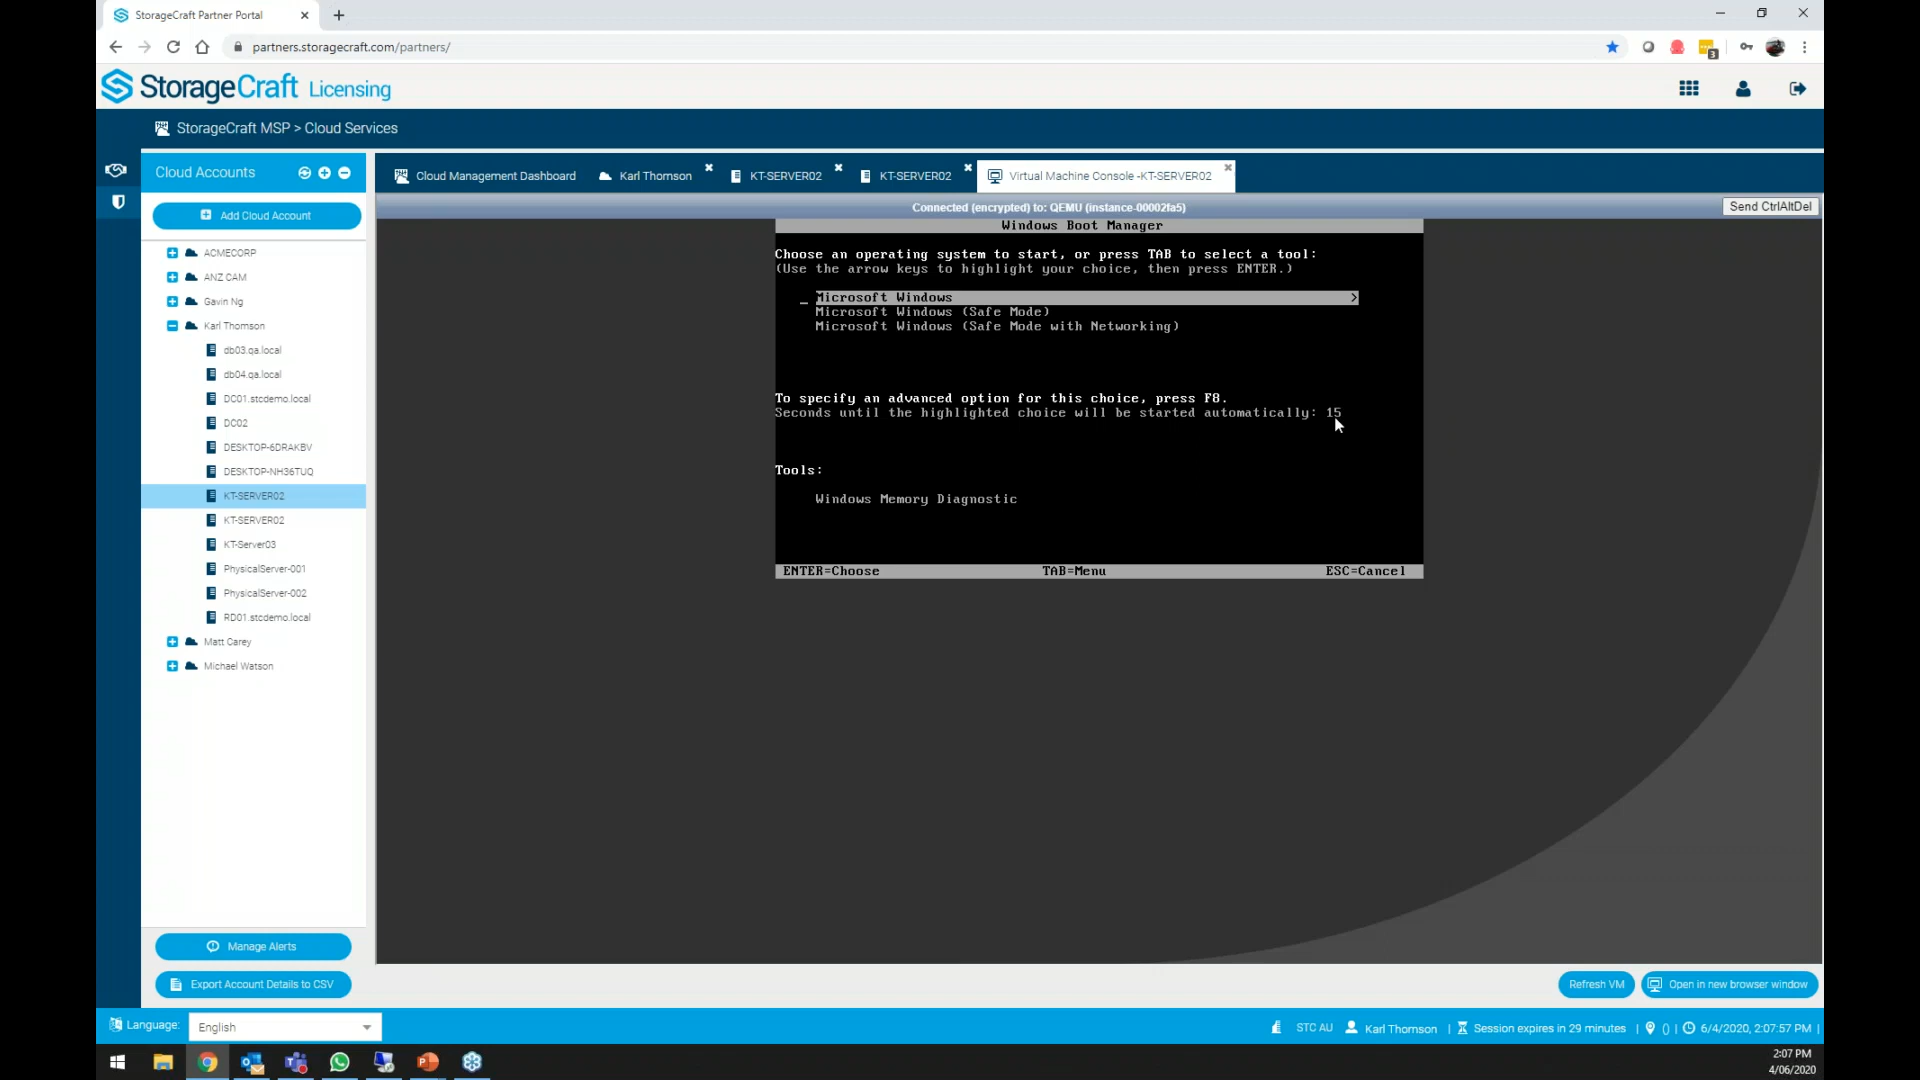 StorageCraft Partner Portal
partners.storagecraft.com/partners/
3
StorageCraft Licensing
StorageCraft MSP > Cloud Services
Cloud Accounts
Cloud Management Dashboard
Karl Thomson
KT-SERVER02
KT-SERVER02
Virtual Machine Console -KT-SERVER02
Add Cloud Account
Connected (encrypted) to: QEMU (instance-00002fa5)
Send CtrlAltDel
ACMECORP
ANZ CAM
Gavin Ng
Karl Thomson
db03.qa.local
db04.qa.local
DC01.stcdemo.local
DC02
DESKTOP-6DRAKBV
DESKTOP-NH36TUQ
KT-SERVER02
KT-SERVER02
KT-Server03
PhysicalServer-001
PhysicalServer-002
RD01.stcdemo.local
Matt Carey
Michael Watson
Windows Boot Manager
Choose an operating system to start, or press TAB to select a tool:
(Use the arrow keys to highlight your choice, then press ENTER.)
Microsoft Windows >
Microsoft Windows (Safe Mode)
Microsoft Windows (Safe Mode with Networking)
To specify an advanced option for this choice, press F8.
Seconds until the highlighted choice will be started automatically: 15
Tools:
Windows Memory Diagnostic
ENTER=Choose TAB=Menu ESC=Cancel
Manage Alerts
Export Account Details to CSV
Refresh VM
Open in new browser window
Language: English
STC AU Karl Thomson | Session expires in 29 minutes | () | 6/4/2020, 2:07:57 PM |
2:07 PM
4/06/2020